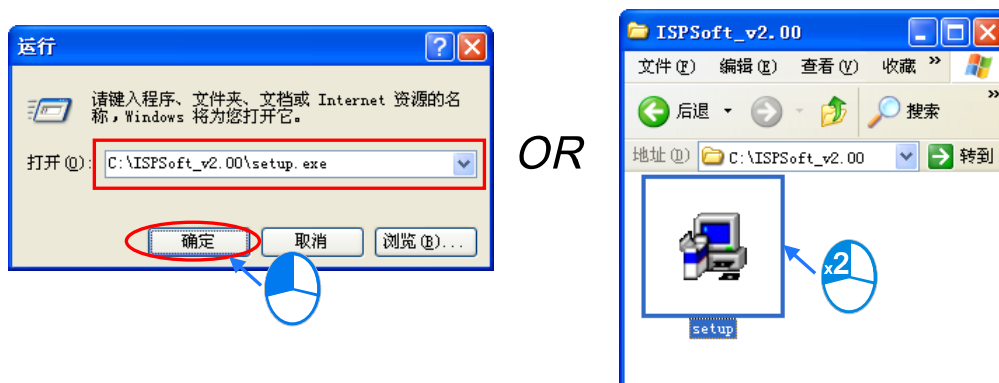 运行
请键入程序、文件夹、文档或 Internet 资源的名
称，Windows 将为您打开它。
打开(O):
C:\ISPSoft_v2.00\setup.exe
确定
取消
浏览(B)...
OR
ISPSoft_v2.00
文件(F) 编辑(E) 查看(V) 收藏 »
后退 搜索 »
地址(D) C:\ISPSoft_v2.00 转到
x2
setup